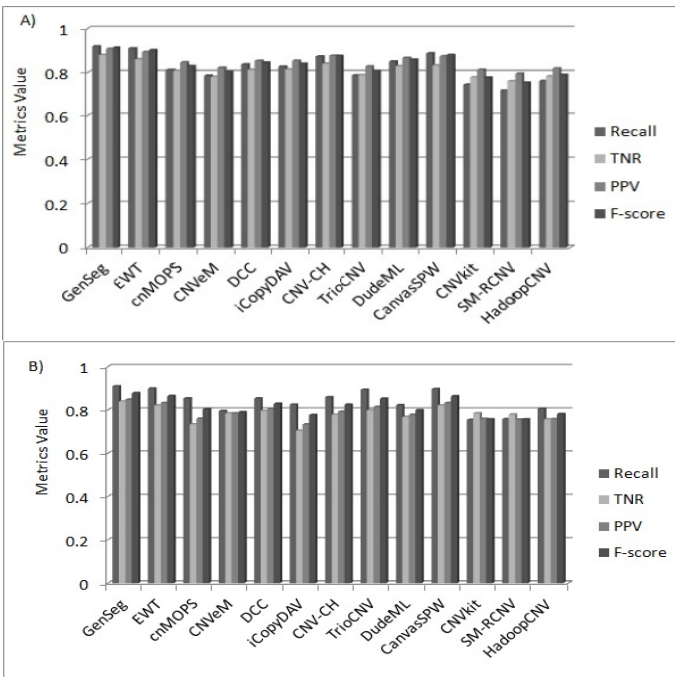 A)
Metrics Value
1
0.8
0.6
0.4
0.2
0
GenSeg
EWT
cnMOPS
CNVeM
DCC
iCopyDAV
CNV-CH
TrioCNV
DudeML
CanvasSPW
CNVkit
SM-RCNV
HadoopCNV
Recall
TNR
PPV
F-score
B)
Metrics Value
1
0.8
0.6
0.4
0.2
0
GenSeg
EWT
cnMOPS
CNVeM
DCC
iCopyDAV
CNV-CH
TrioCNV
DudeML
CanvasSPW
CNVkit
SM-RCNV
HadoopCNV
Recall
TNR
PPV
F-score